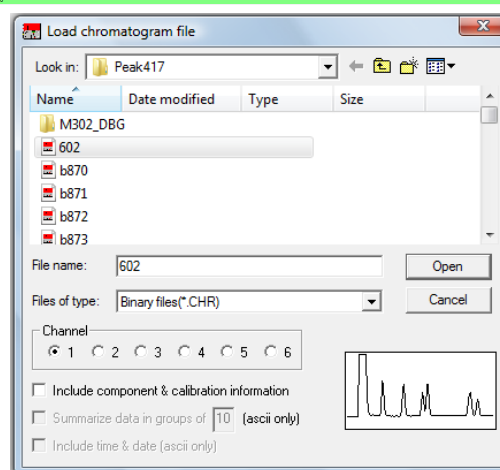 Load chromatogram file
Look in: Peak417
Name Date modified Type Size
M302_DBG
602
b870
b871
b872
b873
File name: 602 Open
Files of type: Binary files(*.CHR) Cancel
Channel
1 2 3 4 5 6
Include component & calibration information
Summarize data in groups of 10 (ascii only)
Include time & date (ascii only)